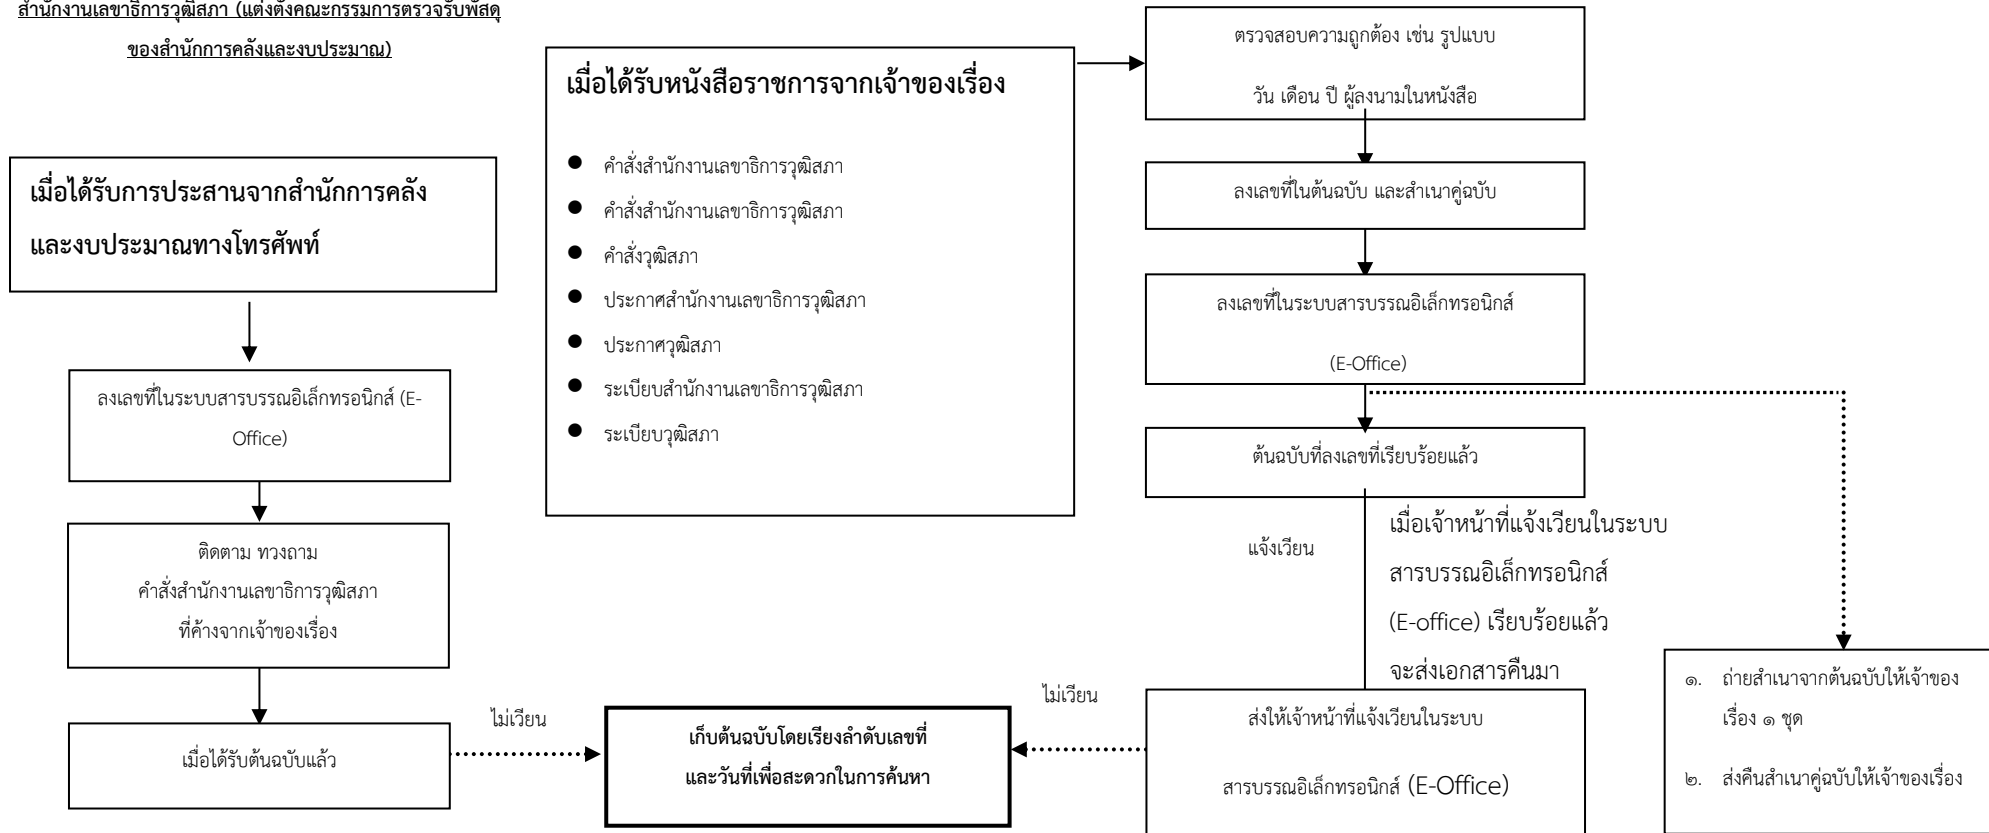 สำนักงานเลขาธิการวุฒิสภา (แต่งตั้งคณะกรรมการตรวจรับพัสดุ
ของสำนักการคลังและงบประมาณ)
เมื่อได้รับการประสานจากสำนักการคลัง
และงบประมาณทางโทรศัพท์
ลงเลขที่ในระบบสารบรรณอิเล็กทรอนิกส์ (E-
Office)
ติดตาม ทวงถาม
คำสั่งสำนักงานเลขาธิการวุฒิสภา
ที่ค้างจากเจ้าของเรื่อง
เมื่อได้รับต้นฉบับแล้ว
ไม่เวียน
เมื่อได้รับหนังสือราชการจากเจ้าของเรื่อง
● คำสั่งสำนักงานเลขาธิการวุฒิสภา
● คำสั่งสำนักงานเลขาธิการวุฒิสภา
● คำสั่งวุฒิสภา
● ประกาศสำนักงานเลขาธิการวุฒิสภา
● ประกาศวุฒิสภา
● ระเบียบสำนักงานเลขาธิการวุฒิสภา
● ระเบียบวุฒิสภา
เก็บต้นฉบับโดยเรียงลำดับเลขที่
และวันที่เพื่อสะดวกในการค้นหา
ตรวจสอบความถูกต้อง เช่น รูปแบบ
วัน เดือน ปี ผู้ลงนามในหนังสือ
ลงเลขที่ในต้นฉบับ และสำเนาคู่ฉบับ
ลงเลขที่ในระบบสารบรรณอิเล็กทรอนิกส์
(E-Office)
ต้นฉบับที่ลงเลขที่เรียบร้อยแล้ว
แจ้งเวียน
เมื่อเจ้าหน้าที่แจ้งเวียนในระบบ
สารบรรณอิเล็กทรอนิกส์
(E-office) เรียบร้อยแล้ว
จะส่งเอกสารคืนมา
ไม่เวียน
ส่งให้เจ้าหน้าที่แจ้งเวียนในระบบ
สารบรรณอิเล็กทรอนิกส์ (E-Office)
๑. ถ่ายสำเนาจากต้นฉบับให้เจ้าของ
เรื่อง ๑ ชุด
๒. ส่งคืนสำเนาคู่ฉบับให้เจ้าของเรื่อง